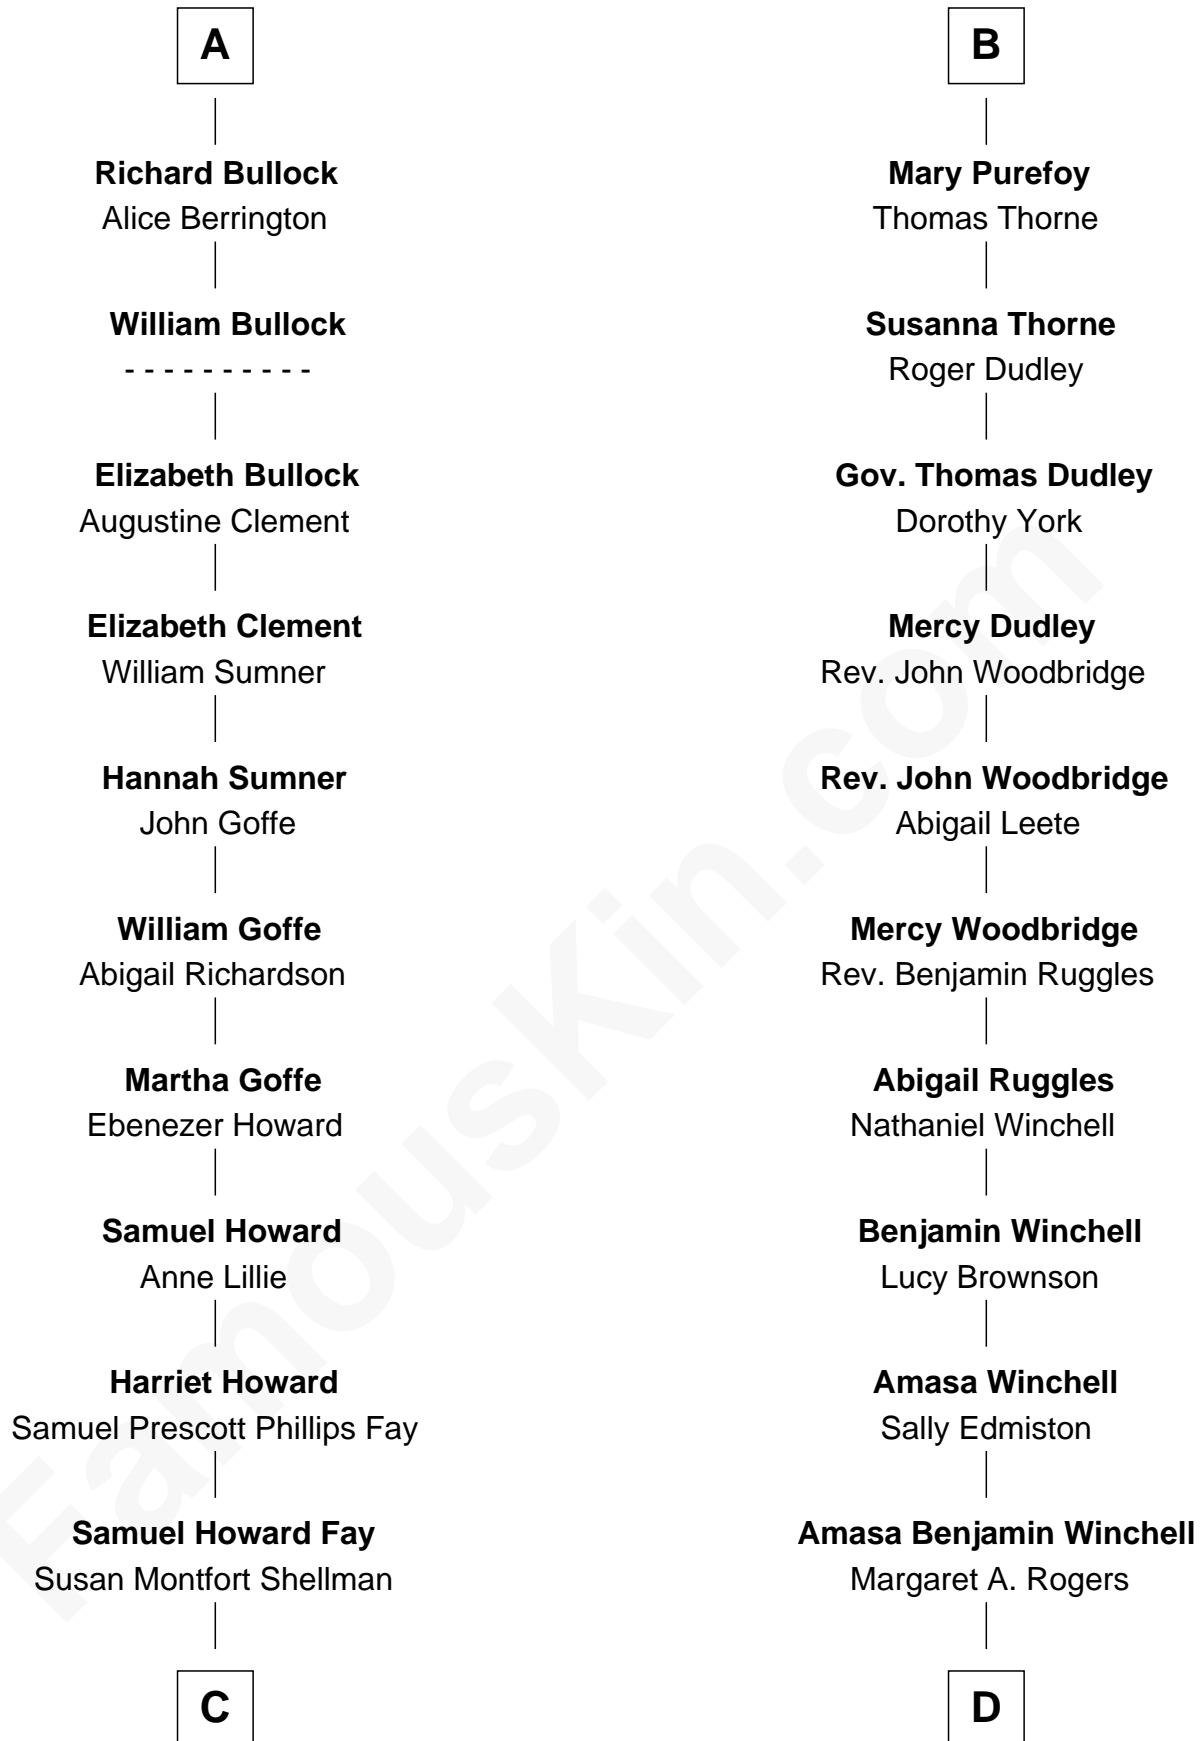 A
Richard Bullock
Alice Berrington
William Bullock
- - - - - - - - - -
Elizabeth Bullock
Augustine Clement
Elizabeth Clement
William Sumner
Hannah Sumner
John Goffe
William Goffe
Abigail Richardson
Martha Goffe
Ebenezer Howard
Samuel Howard
Anne Lillie
Harriet Howard
Samuel Prescott Phillips Fay
Samuel Howard Fay
Susan Montfort Shellman
C
B
Mary Purefoy
Thomas Thorne
Susanna Thorne
Roger Dudley
Gov. Thomas Dudley
Dorothy York
Mercy Dudley
Rev. John Woodbridge
Rev. John Woodbridge
Abigail Leete
Mercy Woodbridge
Rev. Benjamin Ruggles
Abigail Ruggles
Nathaniel Winchell
Benjamin Winchell
Lucy Brownson
Amasa Winchell
Sally Edmiston
Amasa Benjamin Winchell
Margaret A. Rogers
D
FamousKin.com